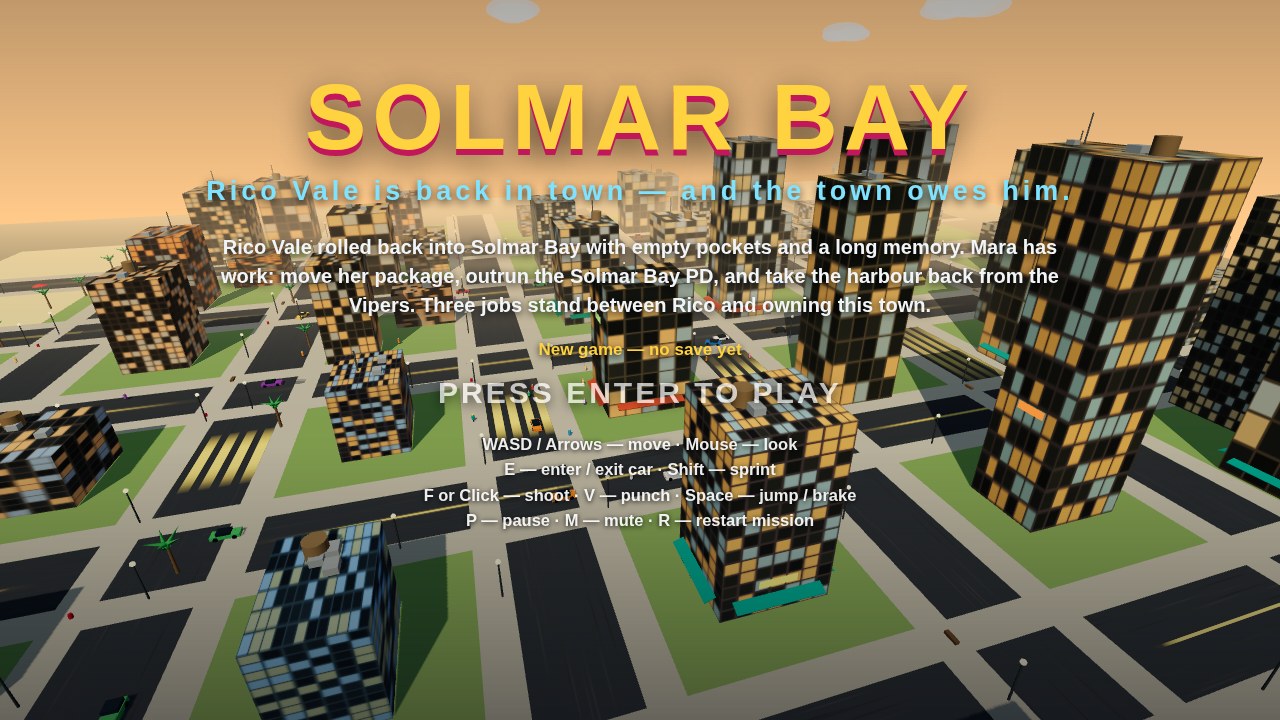 SOLMAR BAY
Rico Vale is back in town — and the town owes him.
Rico Vale rolled back into Solmar Bay with empty pockets and a long memory. Mara has
work: move her package, outrun the Solmar Bay PD, and take the harbour back from the
Vipers. Three jobs stand between Rico and owning this town.
New game — no save yet
PRESS ENTER TO PLAY
WASD / Arrows — move · Mouse — look
E — enter / exit car · Shift — sprint
F or Click — shoot · V — punch · Space — jump / brake
P — pause · M — mute · R — restart mission